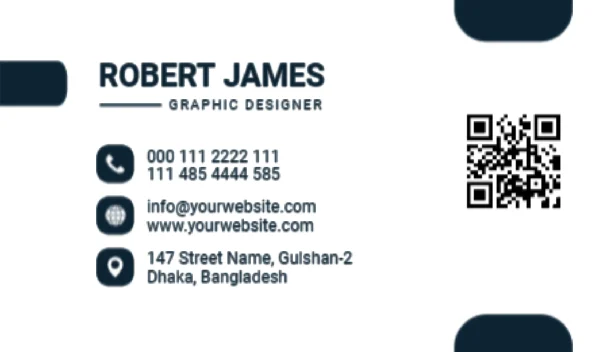 ROBERT JAMES
GRAPHIC DESIGNER
000 111 2222 111
111 485 4444 585
info@yourwebsite.com
www.yourwebsite.com
147 Street Name, Gulshan-2
Dhaka, Bangladesh